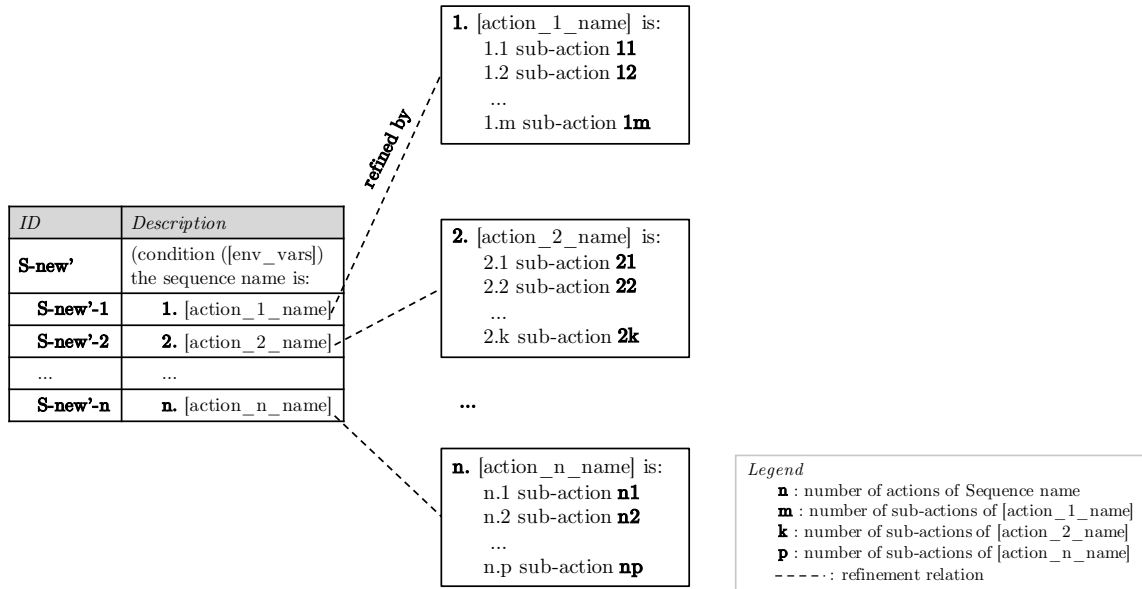 1. [action_1_name] is:
1.1 sub-action 11
1.2 sub-action 12
...
1.m sub-action 1m
refined by
ID Description
S-new' (condition ([env_vars])
the sequence name is:
S-new'-1 1. [action_1_name]
S-new'-2 2. [action_2_name]
... ...
S-new'-n n. [action_n_name]
2. [action_2_name] is:
2.1 sub-action 21
2.2 sub-action 22
...
2.k sub-action 2k
...
n. [action_n_name] is:
n.1 sub-action n1
n.2 sub-action n2
...
n.p sub-action np
Legend
n : number of actions of Sequence name
m : number of sub-actions of [action_1_name]
k : number of sub-actions of [action_2_name]
p : number of sub-actions of [action_n_name]
- - - - · : refinement relation